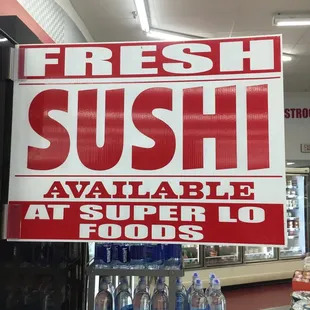 FRESH
SUSHI
AVAILABLE
AT SUPER LO
FOODS